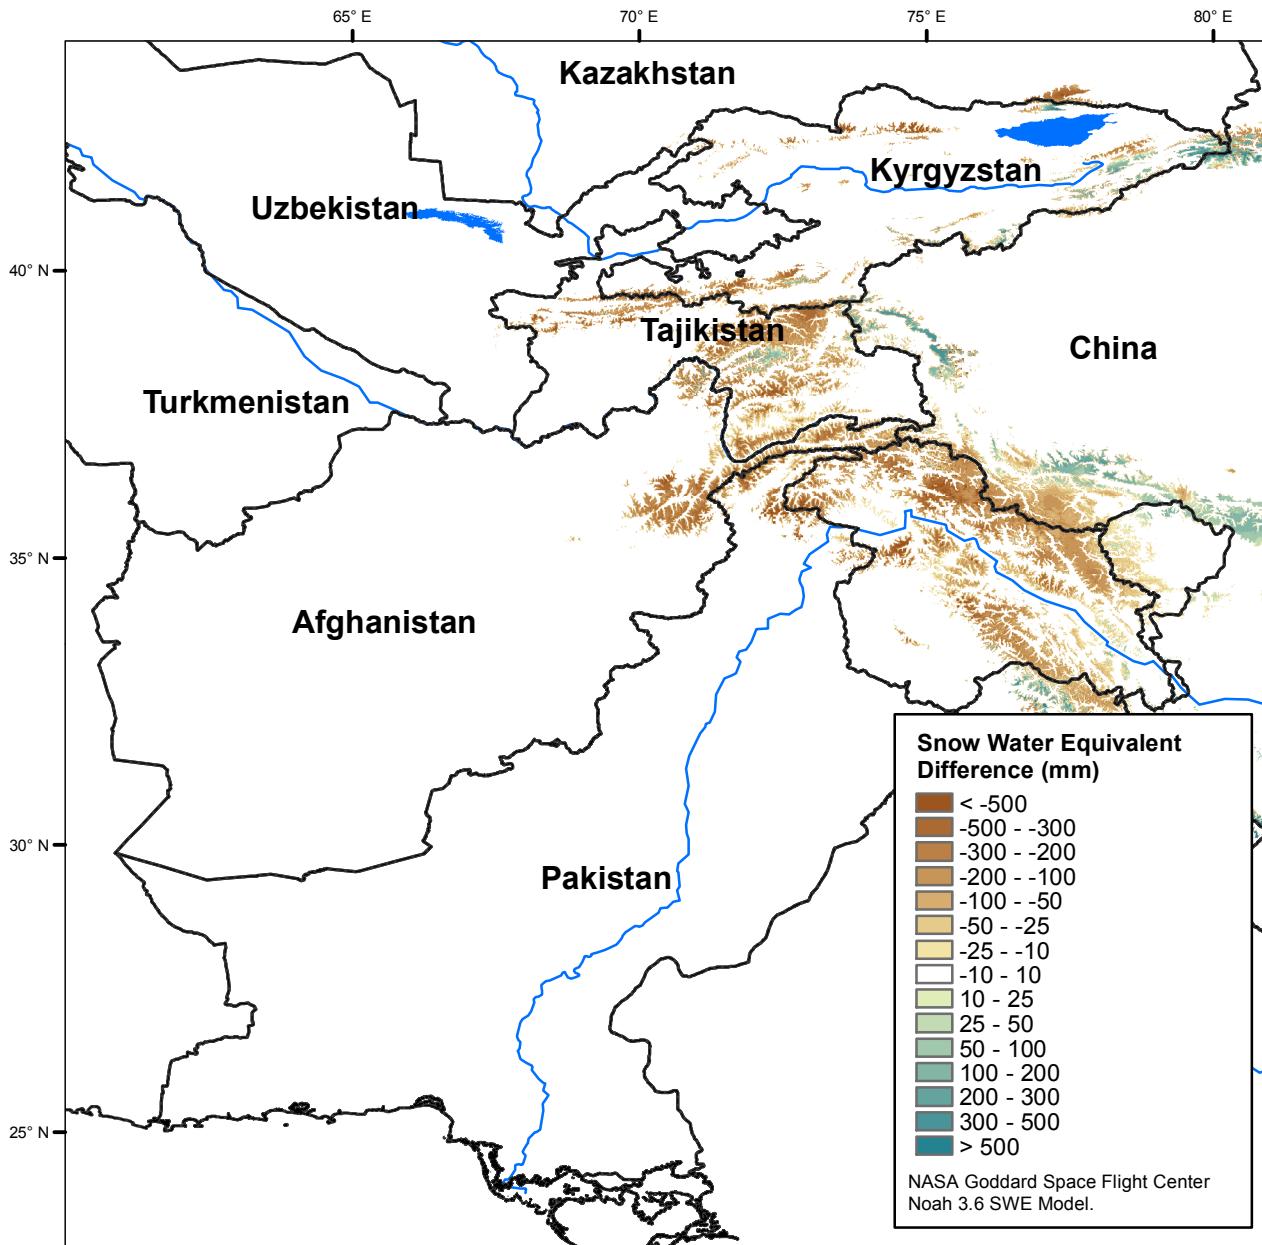 65° E
70° E
75° E
80° E
Kazakhstan
Kyrgyzstan
Uzbekistan
40° N
Tajikistan
China
Turkmenistan
35° N
Afghanistan
30° N
Pakistan
25° N
Snow Water Equivalent
Difference (mm)
< -500
-500 - -300
-300 - -200
-200 - -100
-100 - -50
-50 - -25
-25 - -10
-10 - 10
10 - 25
25 - 50
50 - 100
100 - 200
200 - 300
300 - 500
> 500
NASA Goddard Space Flight Center
Noah 3.6 SWE Model.